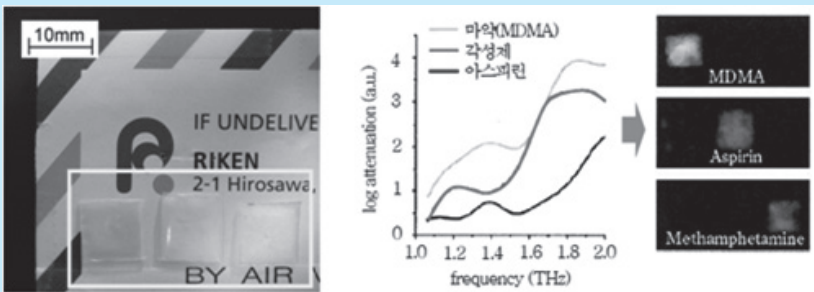 10mm
IF UNDELIVE
RIKEN
2-1 Hirosawa,
BY AIR
마약(MDMA)
각성제
아스피린
log attenuation (a.u.)
4
3
2
1
0
1.0 1.2 1.4 1.6 1.8 2.0
frequency (THz)
MDMA
Aspirin
Methamphetamine